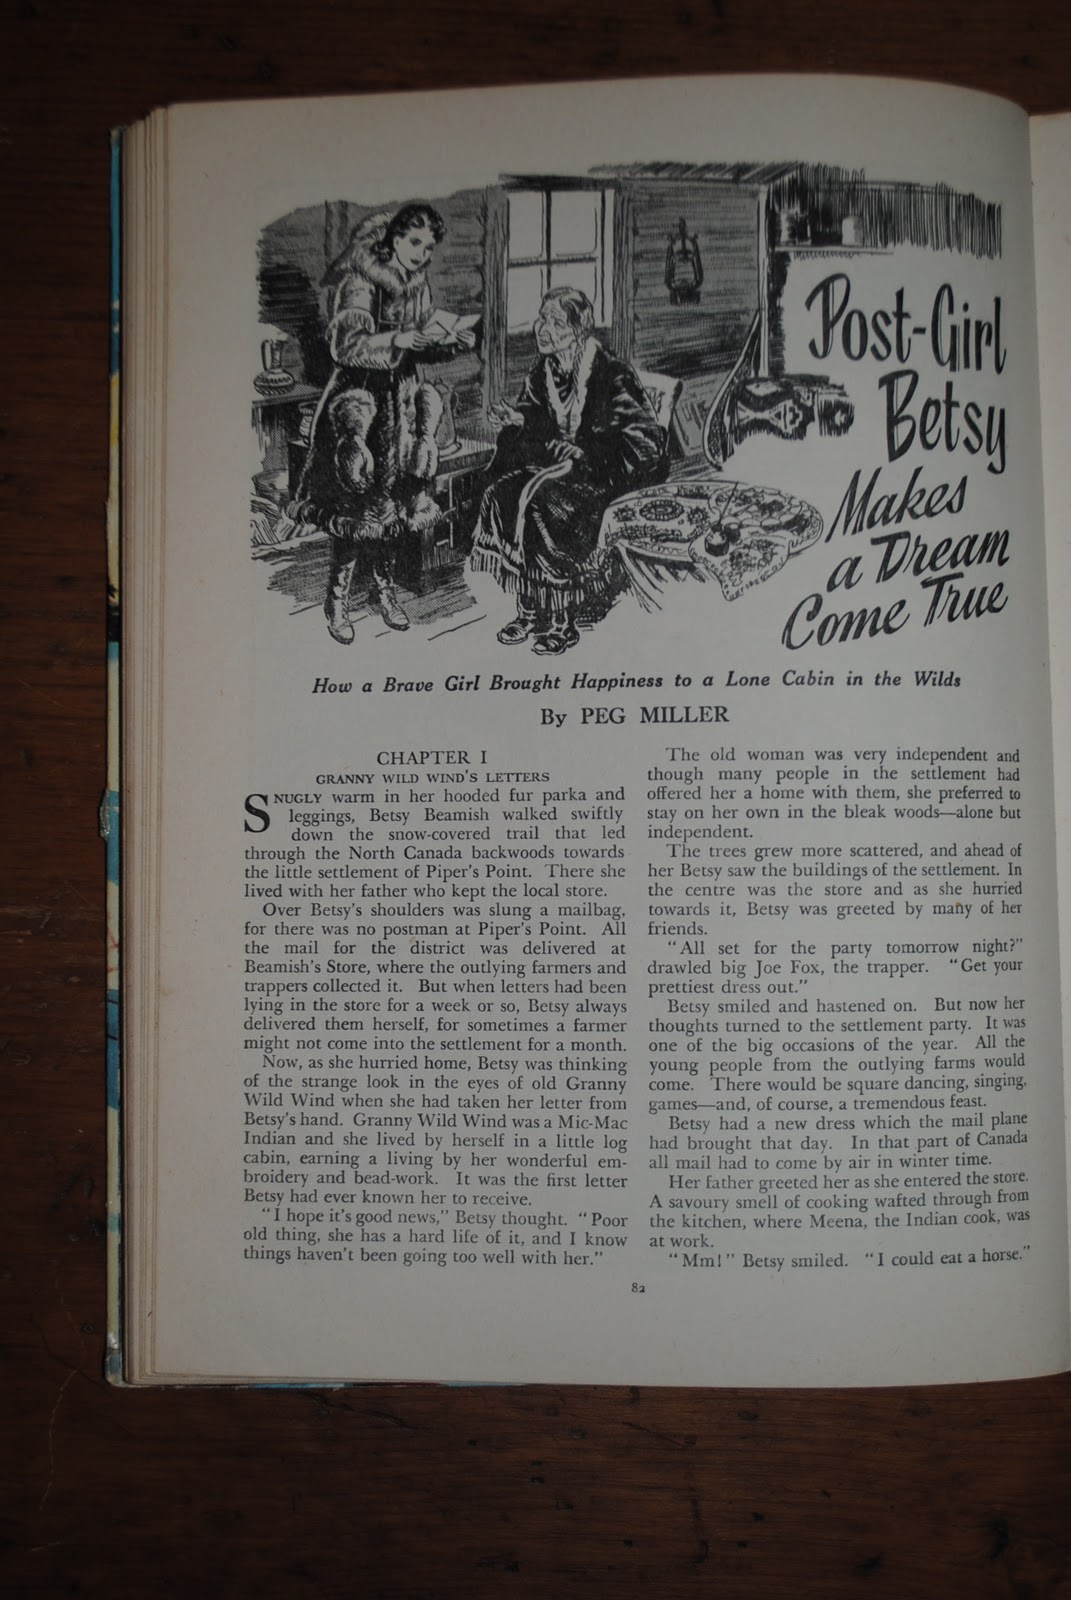 Post-Girl
Betsy
Makes
a Dream
Come True
How a Brave Girl Brought Happiness to a Lone Cabin in the Wilds
By PEG MILLER
CHAPTER I
GRANNY WILD WIND'S LETTERS
SNUGLY warm in her hooded fur parka and
leggings, Betsy Beamish walked swiftly
down the snow-covered trail that led
through the North Canada backwoods towards
the little settlement of Piper's Point. There she
lived with her father who kept the local store.
Over Betsy's shoulders was slung a mailbag,
for there was no postman at Piper's Point. All
the mail for the district was delivered at
Beamish's Store, where the outlying farmers and
trappers collected it. But when letters had been
lying in the store for a week or so, Betsy always
delivered them herself, for sometimes a farmer
might not come into the settlement for a month.
Now, as she hurried home, Betsy was thinking
of the strange look in the eyes of old Granny
Wild Wind when she had taken her letter from
Betsy's hand. Granny Wild Wind was a Mic-Mac
Indian and she lived by herself in a little log
cabin, earning a living by her wonderful em-
broidery and bead-work. It was the first letter
Betsy had ever known her to receive.
"I hope it's good news," Betsy thought. "Poor
old thing, she has a hard life of it, and I know
things haven't been going too well with her."
The old woman was very independent and
though many people in the settlement had
offered her a home with them, she preferred to
stay on her own in the bleak woods—alone but
independent.
The trees grew more scattered, and ahead of
her Betsy saw the buildings of the settlement. In
the centre was the store and as she hurried
towards it, Betsy was greeted by many of her
friends.
"All set for the party tomorrow night?"
drawled big Joe Fox, the trapper. "Get your
prettiest dress out."
Betsy smiled and hastened on. But now her
thoughts turned to the settlement party. It was
one of the big occasions of the year. All the
young people from the outlying farms would
come. There would be square dancing, singing,
games—and, of course, a tremendous feast.
Betsy had a new dress which the mail plane
had brought that day. In that part of Canada
all mail had to come by air in winter time.
Her father greeted her as she entered the store.
A savoury smell of cooking wafted through from
the kitchen, where Meena, the Indian cook, was
at work.
"Mm!" Betsy smiled. "I could eat a horse."
82